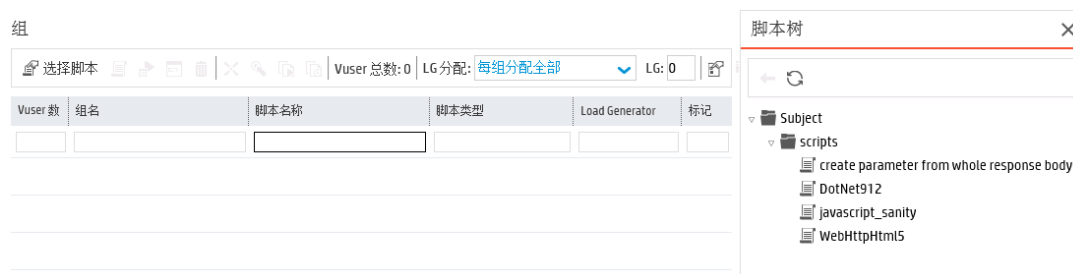 组
选择脚本 Vuser 总数: 0 LG 分配: 每组分配全部 LG: 0
Vuser 数 组名 脚本名称 脚本类型 Load Generator 标记
脚本树
Subject
scripts
create parameter from whole response body
DotNet912
javascript_sanity
WebHttpHtml5